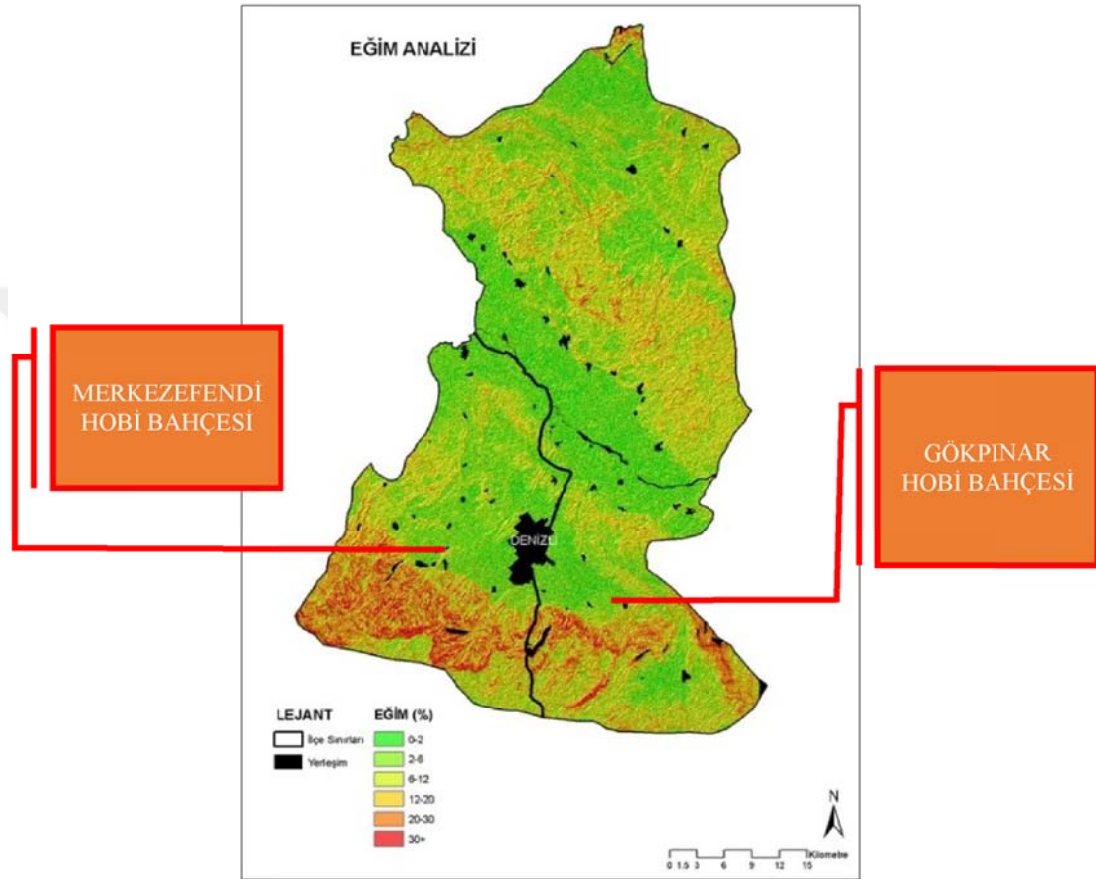 EĞİM ANALİZİ
MERKEZEFENDİ
HOBİ BAHÇESİ
GÖKPINAR
HOBİ BAHÇESİ
DENİZLİ
LEJANT
İlçe Sınırları
Yerleşim
EĞİM (%)
0-2
2-6
6-12
12-20
20-30
30+
N
Kilometre
0 1.5 3 6 9 12 15